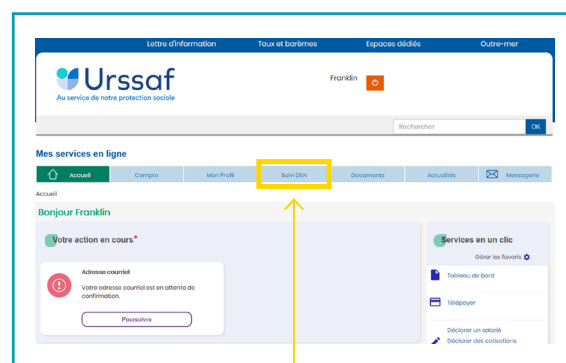 Lettre d'information Taux et barèmes Espaces dédiés Outre-mer
Urssaf
Au service de notre protection sociale
Franklin
Rechercher OK
Mes services en ligne
Accueil Compte Mon Profil Suivi DSN Documents Actualités Messagerie
Accueil
Bonjour Franklin
Votre action en cours*
Adresse courriel
Votre adresse courriel est en attente de
confirmation.
Poursuivre
Services en un clic
Gérer les favoris
Tableau de bord
Télépayer
Déclarer un salarié
Déclarer des cotisations